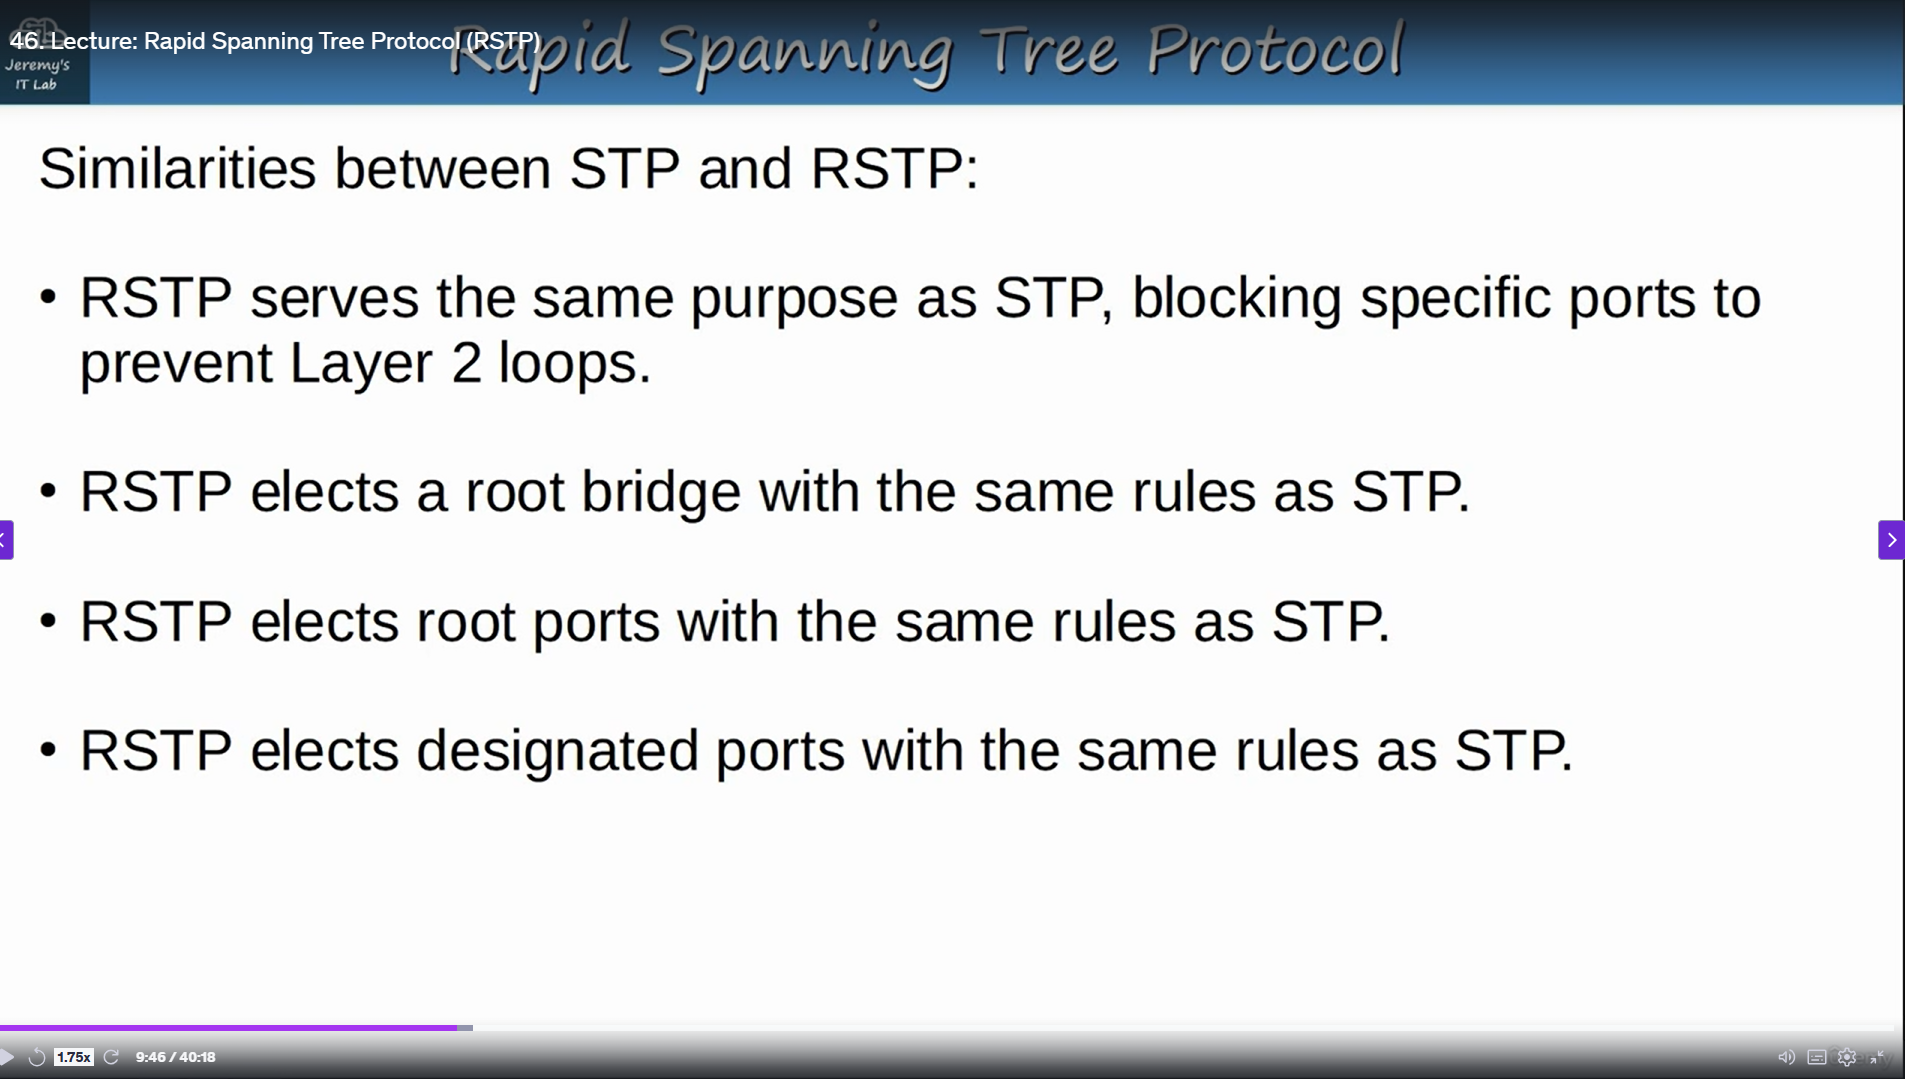 46. Lecture: Rapid Spanning Tree Protocol (RSTP)
Rapid Spanning Tree Protocol
Jeremy's
IT Lab
Similarities between STP and RSTP:
• RSTP serves the same purpose as STP, blocking specific ports to
prevent Layer 2 loops.
• RSTP elects a root bridge with the same rules as STP.
• RSTP elects root ports with the same rules as STP.
• RSTP elects designated ports with the same rules as STP.
1.75x 9:46 / 40:18